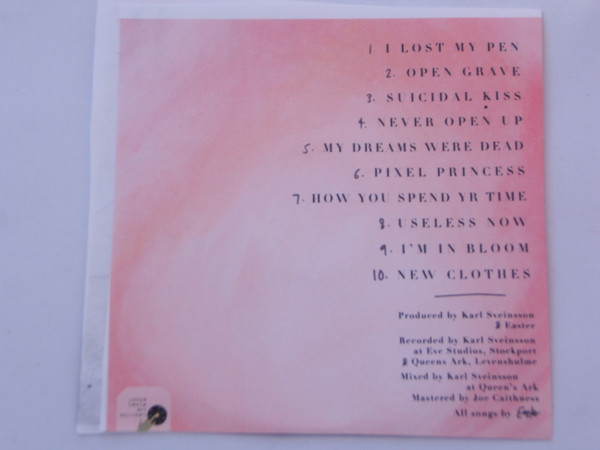 1 I LOST MY PEN
2. OPEN GRAVE
3. SUICIDAL KISS
4. NEVER OPEN UP
5. MY DREAMS WERE DEAD
6. PIXEL PRINCESS
7. HOW YOU SPEND YR TIME
8. USELESS NOW
9. I'M IN BLOOM
10. NEW CLOTHES
Produced by Karl Sveinsson
& Easter
Recorded by Karl Sveinsson
at Eve Studios, Stockport
& Queens Ark, Levenshulme
Mixed by Karl Sveinsson
at Queen's Ark
Mastered by Joe Caithness
All songs by